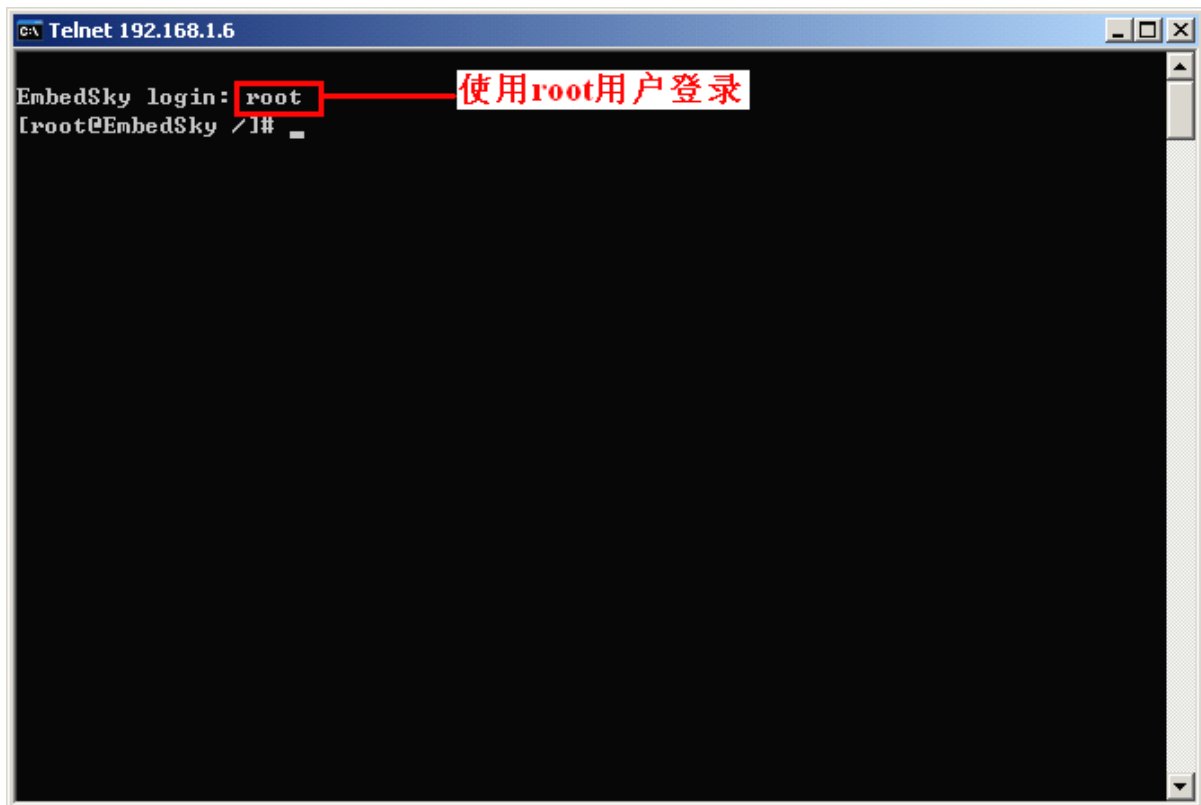 Telnet 192.168.1.6
EmbedSky login: root
使用root用户登录
[root@EmbedSky /]# _